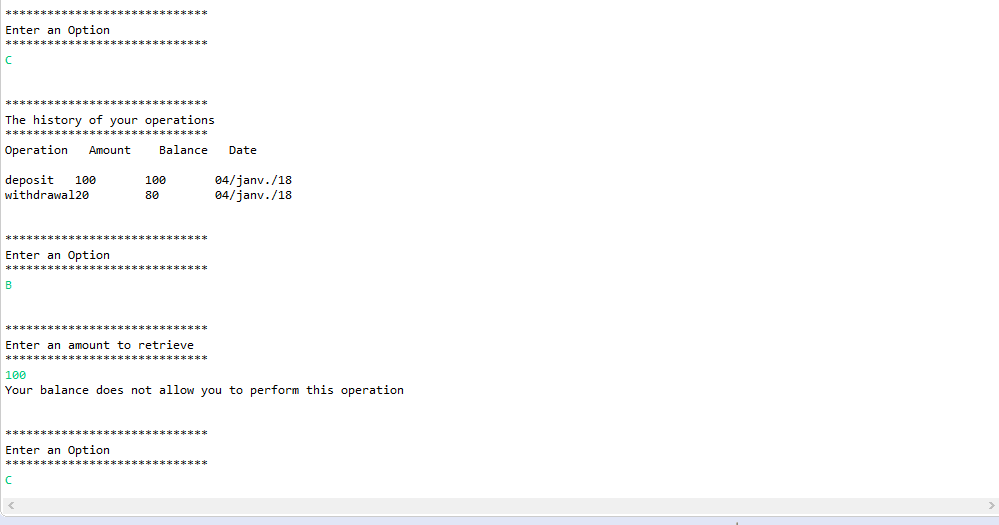 *****************************
Enter an Option
*****************************
C
*****************************
The history of your operations
*****************************
Operation   Amount    Balance   Date
deposit   100       100       04/janv./18
withdrawal20        80        04/janv./18
*****************************
Enter an Option
*****************************
B
*****************************
Enter an amount to retrieve
*****************************
100
Your balance does not allow you to perform this operation
*****************************
Enter an Option
*****************************
C